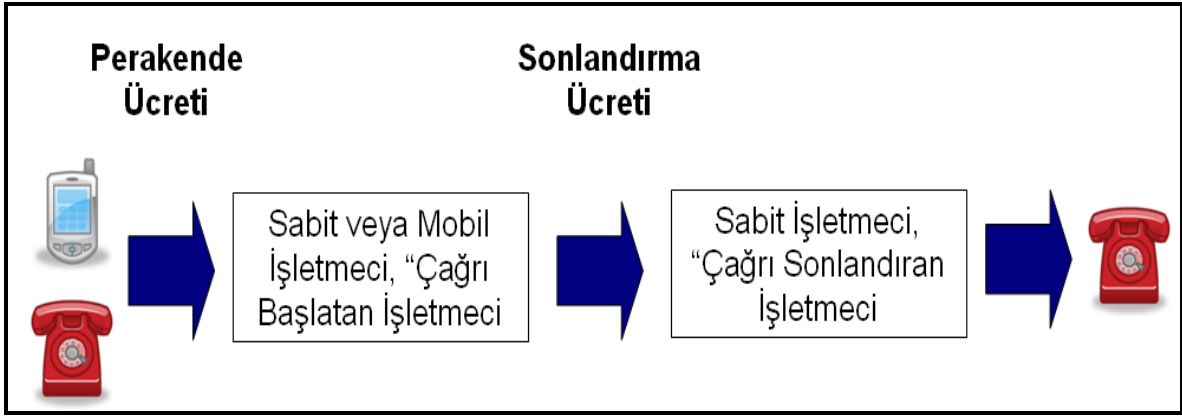 Perakende
Ücreti
Sonlandırma
Ücreti
Sabit veya Mobil
İşletmeci, “Çağrı
Başlatan İşletmeci
Sabit İşletmeci,
“Çağrı Sonlandıran
İşletmeci